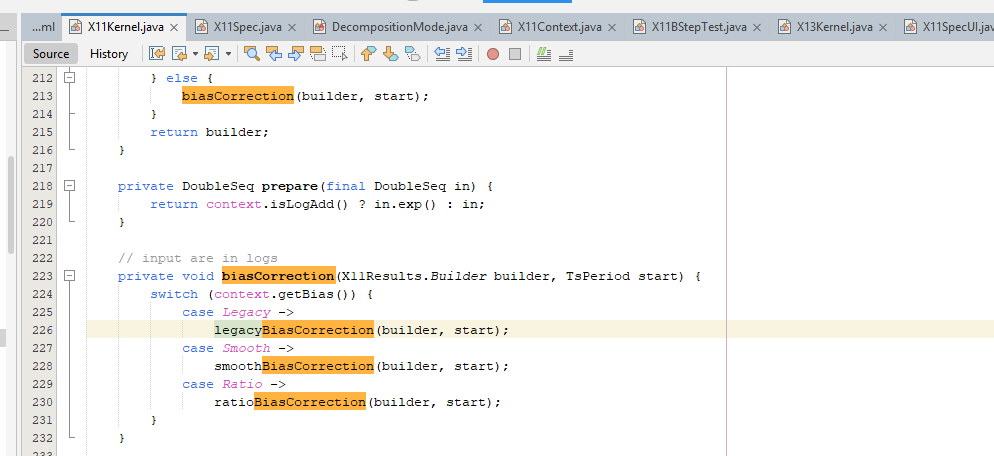 ...ml X11Kernel.java × X11Spec.java × DecompositionMode.java × X11Context.java × X11BStepTest.java × X13Kernel.java × X11SpecUI.jav
Source History
212 } else {
213 biasCorrection(builder, start);
214 }
215 return builder;
216 }
217
218 private DoubleSeq prepare(final DoubleSeq in) {
219 return context.isLogAdd() ? in.exp() : in;
220 }
221
222 // input are in logs
223 private void biasCorrection(X11Results.Builder builder, TsPeriod start) {
224 switch (context.getBias()) {
225 case Legacy ->
226 legacyBiasCorrection(builder, start);
227 case Smooth ->
228 smoothBiasCorrection(builder, start);
229 case Ratio ->
230 ratioBiasCorrection(builder, start);
231 }
232 }
233